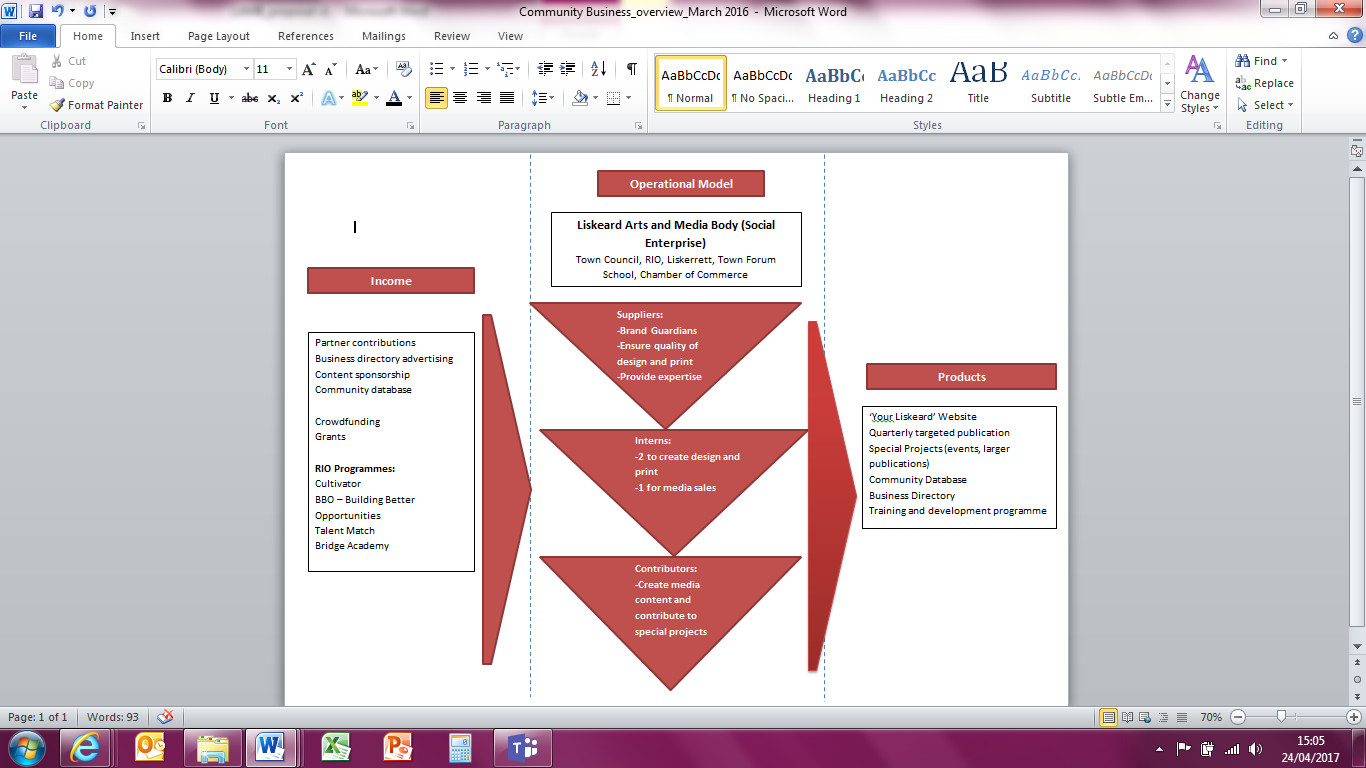 Community Business_overview_March 2016 - Microsoft Word
File Home Insert Page Layout References Mailings Review View
Paste
Cut
Copy
Format Painter
Clipboard
Calibri (Body) 11
Font
Paragraph
AaBbCcDc
¶ Normal
AaBbCcDc
¶ No Spaci...
AaBbCc
Heading 1
AaBbCc
Heading 2
AaB
Title
AaBbCc.
Subtitle
AaBbCcDc
Subtle Em...
Styles
Change
Styles
Find
Replace
Select
Editing
Operational Model
Liskeard Arts and Media Body (Social
Enterprise)
Town Council, RIO, Liskerrett, Town Forum
School, Chamber of Commerce
Income
Partner contributions
Business directory advertising
Content sponsorship
Community database
Crowdfunding
Grants
RIO Programmes:
Cultivator
BBO – Building Better
Opportunities
Talent Match
Bridge Academy
Suppliers:
-Brand Guardians
-Ensure quality of
design and print
-Provide expertise
Interns:
-2 to create design and
print
-1 for media sales
Contributors:
-Create media
content and
contribute to
special projects
Products
‘Your Liskeard’ Website
Quarterly targeted publication
Special Projects (events, larger
publications)
Community Database
Business Directory
Training and development programme
Page: 1 of 1 Words: 93
70%
15:05
24/04/2017